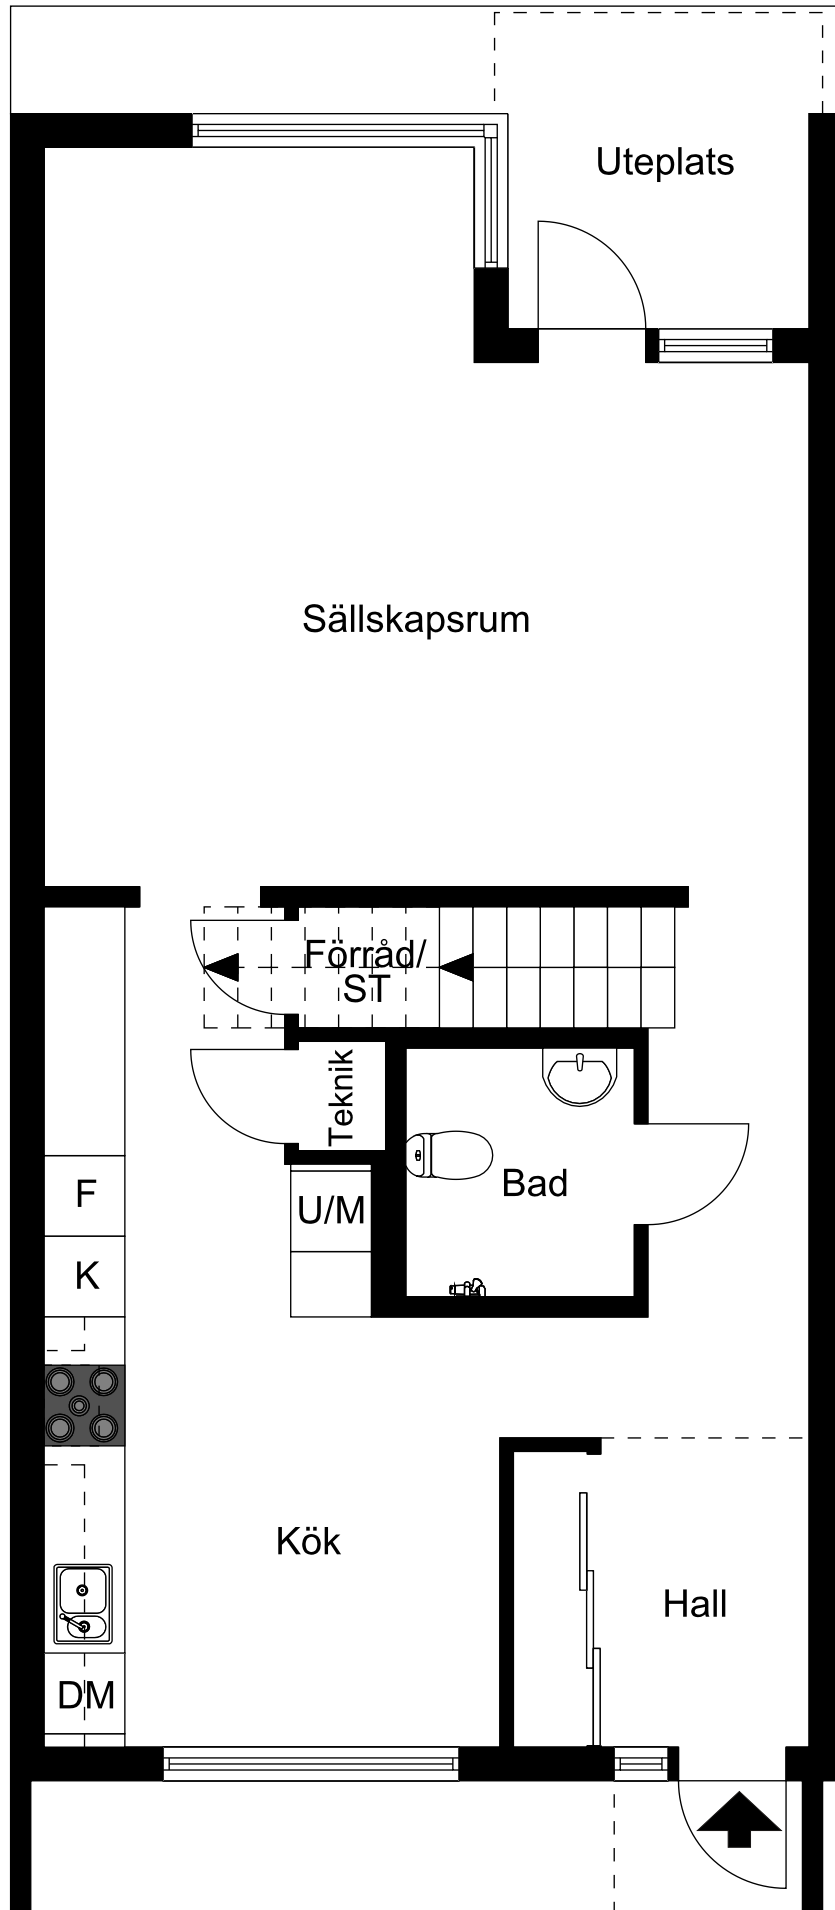 Uteplats
Sällskapsrum
Förråd/
ST
Teknik
Bad
F
U/M
K
Kök
Hall
DM